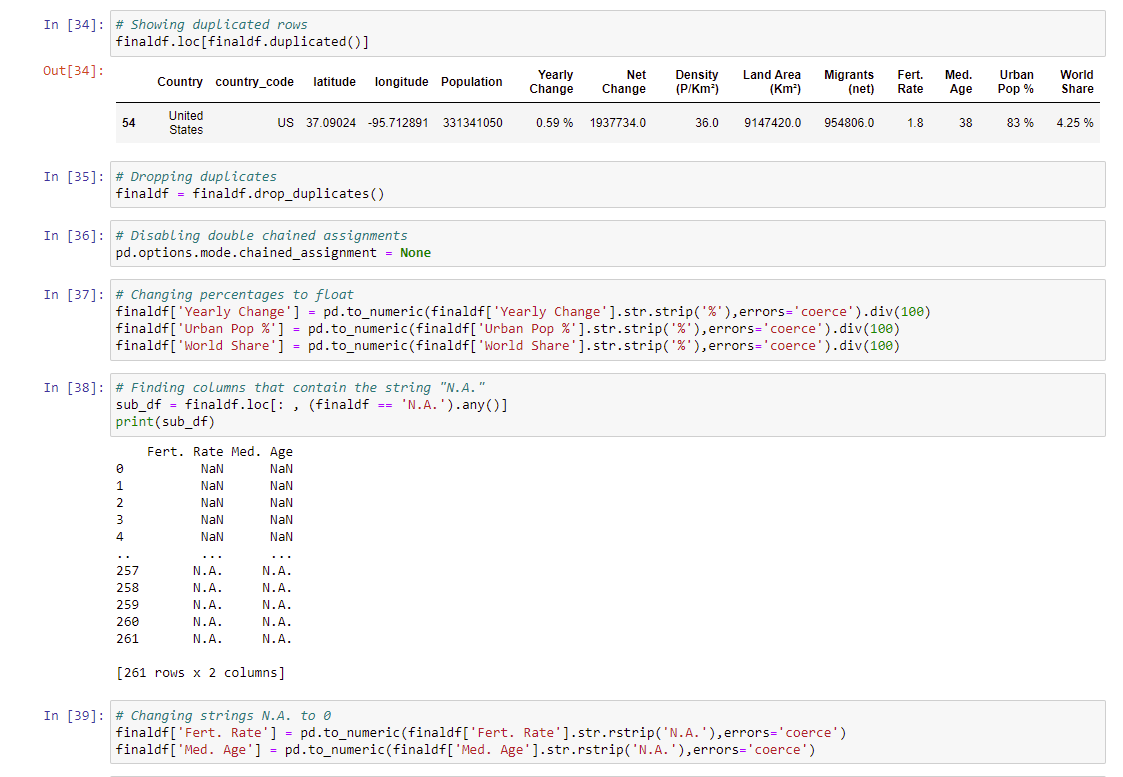 In [34]: # Showing duplicated rows
finaldf.loc[finaldf.duplicated()]
Out[34]:
Country country_code latitude longitude Population Yearly Change Net Change Density (P/Km²) Land Area (Km²) Migrants (net) Fert. Rate Med. Age Urban Pop % World Share
54 United States US 37.09024 -95.712891 331341050 0.59 % 1937734.0 36.0 9147420.0 954806.0 1.8 38 83 % 4.25 %
In [35]: # Dropping duplicates
finaldf = finaldf.drop_duplicates()
In [36]: # Disabling double chained assignments
pd.options.mode.chained_assignment = None
In [37]: # Changing percentages to float
finaldf['Yearly Change'] = pd.to_numeric(finaldf['Yearly Change'].str.strip('%'),errors='coerce').div(100)
finaldf['Urban Pop %'] = pd.to_numeric(finaldf['Urban Pop %'].str.strip('%'),errors='coerce').div(100)
finaldf['World Share'] = pd.to_numeric(finaldf['World Share'].str.strip('%'),errors='coerce').div(100)
In [38]: # Finding columns that contain the string "N.A."
sub_df = finaldf.loc[: , (finaldf == 'N.A.').any()]
print(sub_df)
Fert. Rate Med. Age
0 NaN NaN
1 NaN NaN
2 NaN NaN
3 NaN NaN
4 NaN NaN
.. ... ...
257 N.A. N.A.
258 N.A. N.A.
259 N.A. N.A.
260 N.A. N.A.
261 N.A. N.A.
[261 rows x 2 columns]
In [39]: # Changing strings N.A. to 0
finaldf['Fert. Rate'] = pd.to_numeric(finaldf['Fert. Rate'].str.rstrip('N.A.'),errors='coerce')
finaldf['Med. Age'] = pd.to_numeric(finaldf['Med. Age'].str.rstrip('N.A.'),errors='coerce')